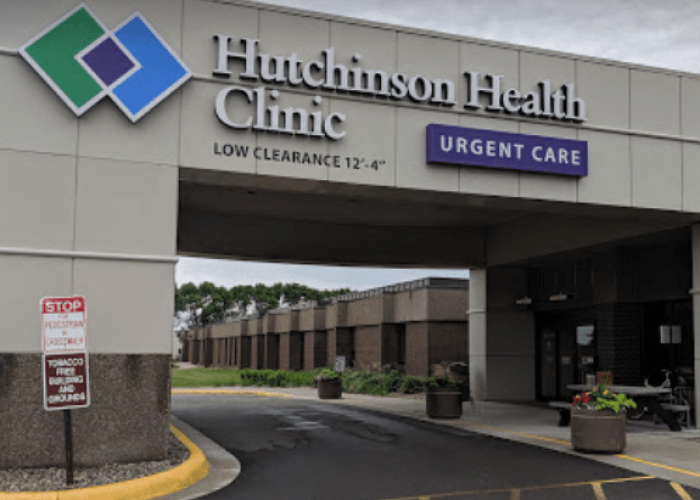 Hutchinson Health
Clinic
LOW CLEARANCE 12'-4"
URGENT CARE
STOP
FOR
PEDESTRIAN
IN
CROSSWALK
TOBACCO
FREE
BUILDING
AND
GROUNDS